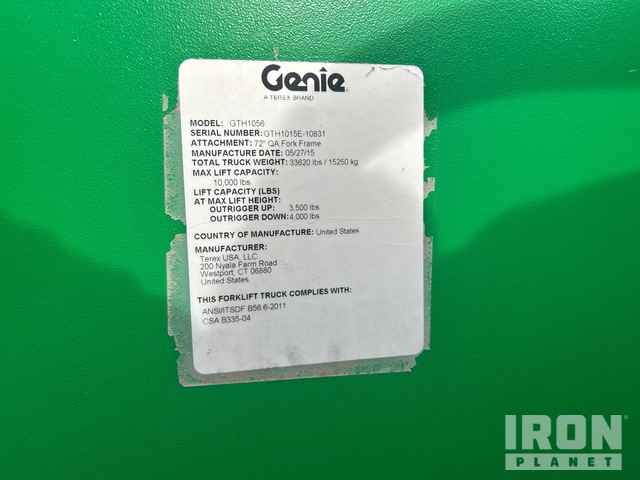 Genie
A TEREX BRAND
MODEL: GTH1056
SERIAL NUMBER: GTH1015E-10831
ATTACHMENT: 72" QA Fork Frame
MANUFACTURE DATE: 05/27/15
TOTAL TRUCK WEIGHT: 33620 lbs / 15250 kg
MAX LIFT CAPACITY:
10,000 lbs
LIFT CAPACITY (LBS)
AT MAX LIFT HEIGHT:
OUTRIGGER UP: 3,500 lbs
OUTRIGGER DOWN: 4,000 lbs
COUNTRY OF MANUFACTURE: United States
MANUFACTURER:
Terex USA, LLC
200 Nyala Farm Road
Westport, CT 06880
United States
THIS FORKLIFT TRUCK COMPLIES WITH:
ANSI/ITSDF B56.6-2011
CSA B335-04
IRON
PLANET